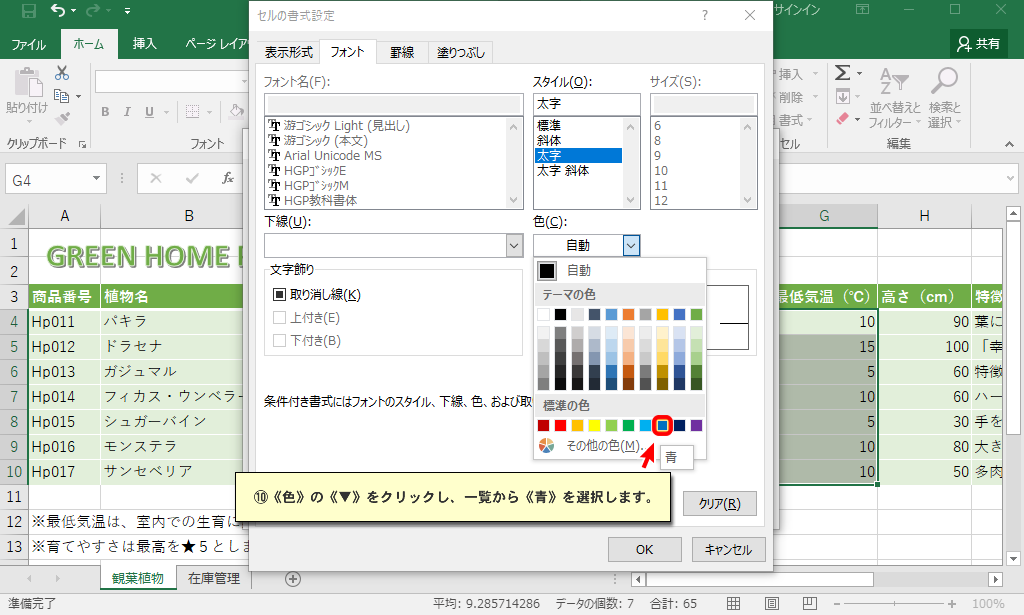 セルの書式設定
サインイン
ファイル
ホーム
挿入
ページ レイア
共有
表示形式
フォント
罫線
塗りつぶし
フォント名(F):
スタイル(O):
サイズ(S):
太字
游ゴシック Light (見出し)
游ゴシック (本文)
Arial Unicode MS
HGPゴシックE
HGPゴシックM
HGP教科書体
標準
斜体
太字
太字 斜体
6
8
9
10
11
12
下線(U):
色(C):
自動
文字飾り
取り消し線(K)
上付き(E)
下付き(B)
自動
テーマの色
標準の色
その他の色(M)...
青
条件付き書式にはフォントのスタイル、下線、色、および取
⑩《色》の《▼》をクリックし、一覧から《青》を選択します。
クリア(R)
OK
キャンセル
貼り付け
クリップボード
B I U
フォント
挿入
削除
書式
セル
並べ替えと
フィルター
検索と
選択
編集
G4
fx
A B G H
1 GREEN HOME
2
3 商品番号 植物名 最低気温（℃） 高さ（cm） 特徴
4 Hp011 パキラ 10 90 葉に
5 Hp012 ドラセナ 15 100 「幸
6 Hp013 ガジュマル 5 60 特徴
7 Hp014 フィカス・ウンベラー 10 60 ハー
8 Hp015 シュガーバイン 5 30 手を
9 Hp016 モンステラ 10 80 大き
10 Hp017 サンセベリア 10 50 多肉
11
12 ※最低気温は、室内での生育に
13 ※育てやすさは最高を★５としま
観葉植物
在庫管理
準備完了
平均: 9.285714286
データの個数: 7
合計: 65
100%